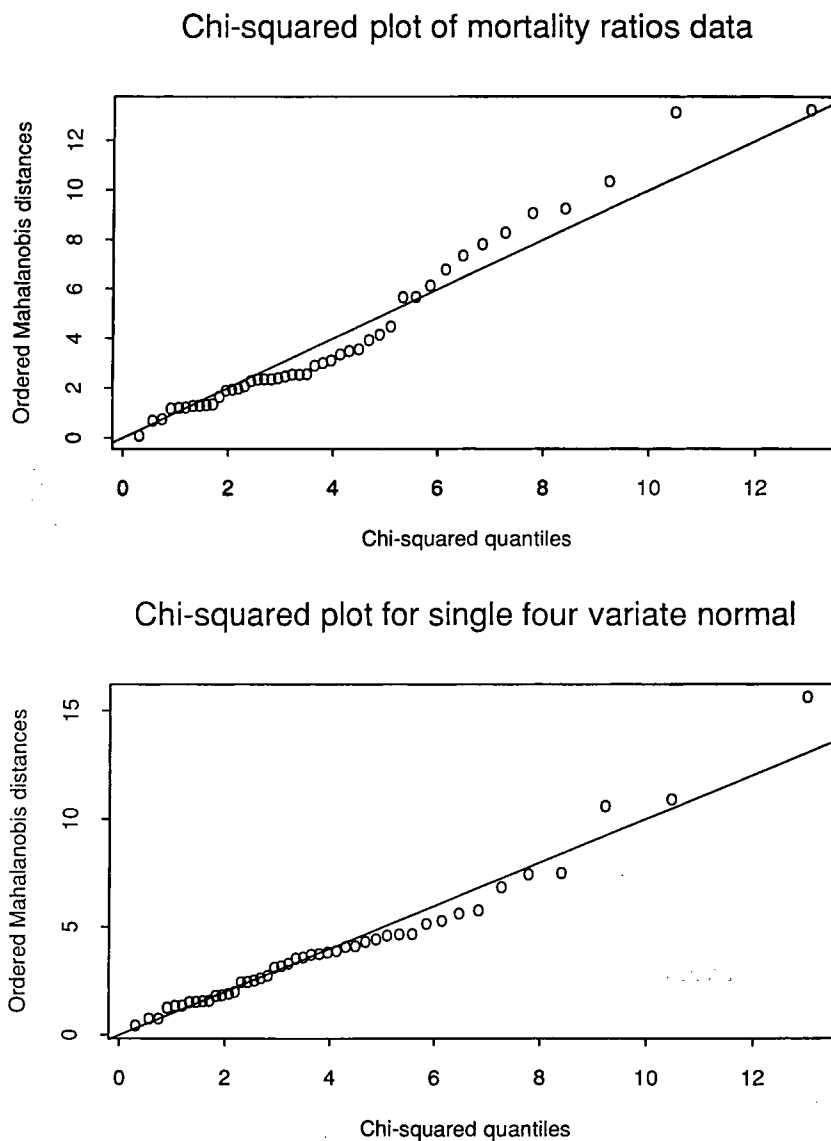 Chi-squared plot of mortality ratios data
Ordered Mahalanobis distances
12
10
8
6
4
2
0
0 2 4 6 8 10 12
Chi-squared quantiles
Chi-squared plot for single four variate normal
Ordered Mahalanobis distances
15
10
5
0
0 2 4 6 8 10 12
Chi-squared quantiles